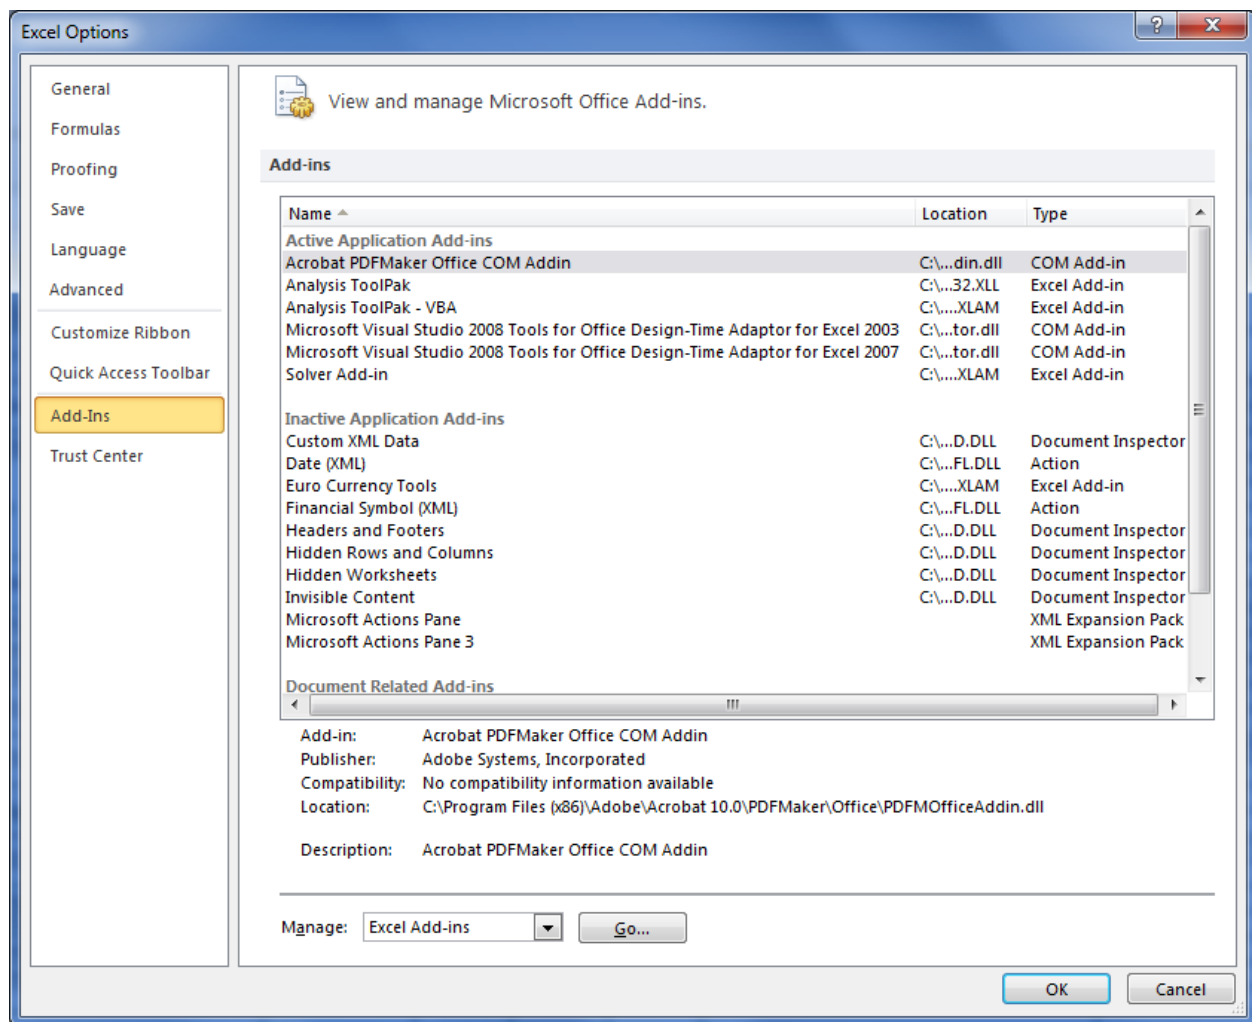 Excel Options
General
Formulas
Proofing
Save
Language
Advanced
Customize Ribbon
Quick Access Toolbar
Add-Ins
Trust Center
View and manage Microsoft Office Add-ins.
Add-ins
Name Location Type
Active Application Add-ins
Acrobat PDFMaker Office COM Addin C:\...din.dll COM Add-in
Analysis ToolPak C:\...32.XLL Excel Add-in
Analysis ToolPak - VBA C:\....XLAM Excel Add-in
Microsoft Visual Studio 2008 Tools for Office Design-Time Adaptor for Excel 2003 C:\...tor.dll COM Add-in
Microsoft Visual Studio 2008 Tools for Office Design-Time Adaptor for Excel 2007 C:\...tor.dll COM Add-in
Solver Add-in C:\....XLAM Excel Add-in
Inactive Application Add-ins
Custom XML Data C:\...D.DLL Document Inspector
Date (XML) C:\...FL.DLL Action
Euro Currency Tools C:\....XLAM Excel Add-in
Financial Symbol (XML) C:\...FL.DLL Action
Headers and Footers C:\...D.DLL Document Inspector
Hidden Rows and Columns C:\...D.DLL Document Inspector
Hidden Worksheets C:\...D.DLL Document Inspector
Invisible Content C:\...D.DLL Document Inspector
Microsoft Actions Pane XML Expansion Pack
Microsoft Actions Pane 3 XML Expansion Pack
Document Related Add-ins
Add-in: Acrobat PDFMaker Office COM Addin
Publisher: Adobe Systems, Incorporated
Compatibility: No compatibility information available
Location: C:\Program Files (x86)\Adobe\Acrobat 10.0\PDFMaker\Office\PDFMOfficeAddin.dll
Description: Acrobat PDFMaker Office COM Addin
Manage: Excel Add-ins Go...
OK Cancel